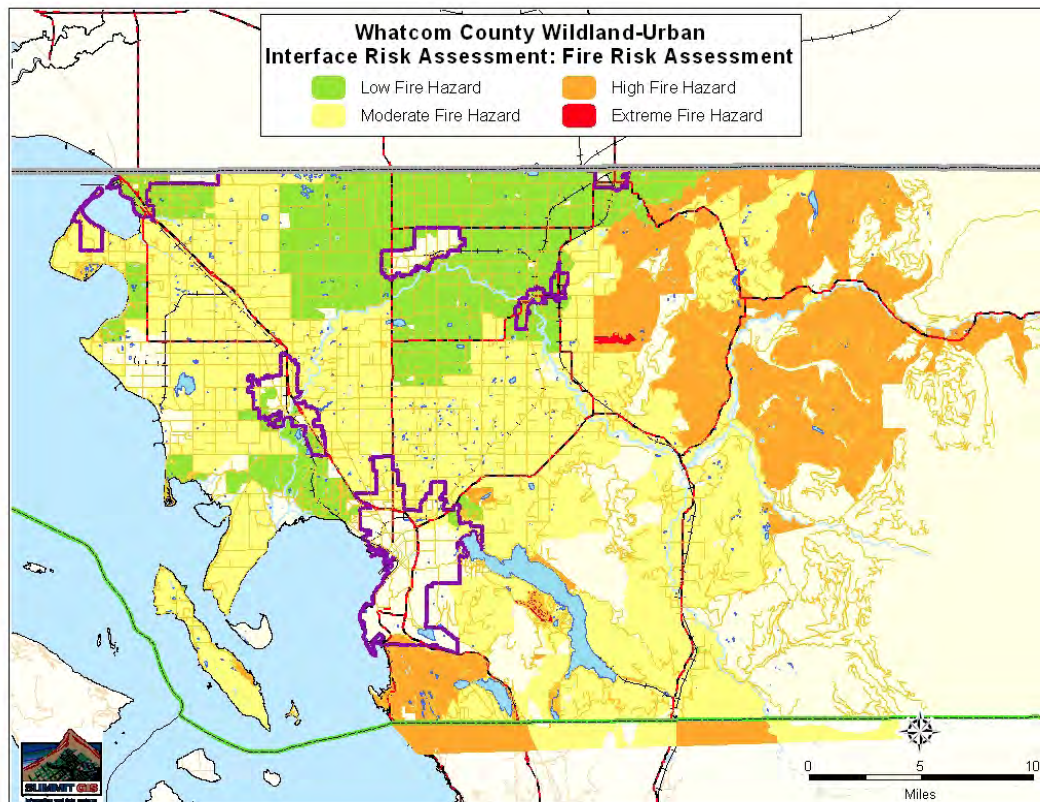 Whatcom County Wildland-Urban
Interface Risk Assessment: Fire Risk Assessment
Low Fire Hazard
High Fire Hazard
Moderate Fire Hazard
Extreme Fire Hazard
0 5 10
Miles
SUMMIT GIS